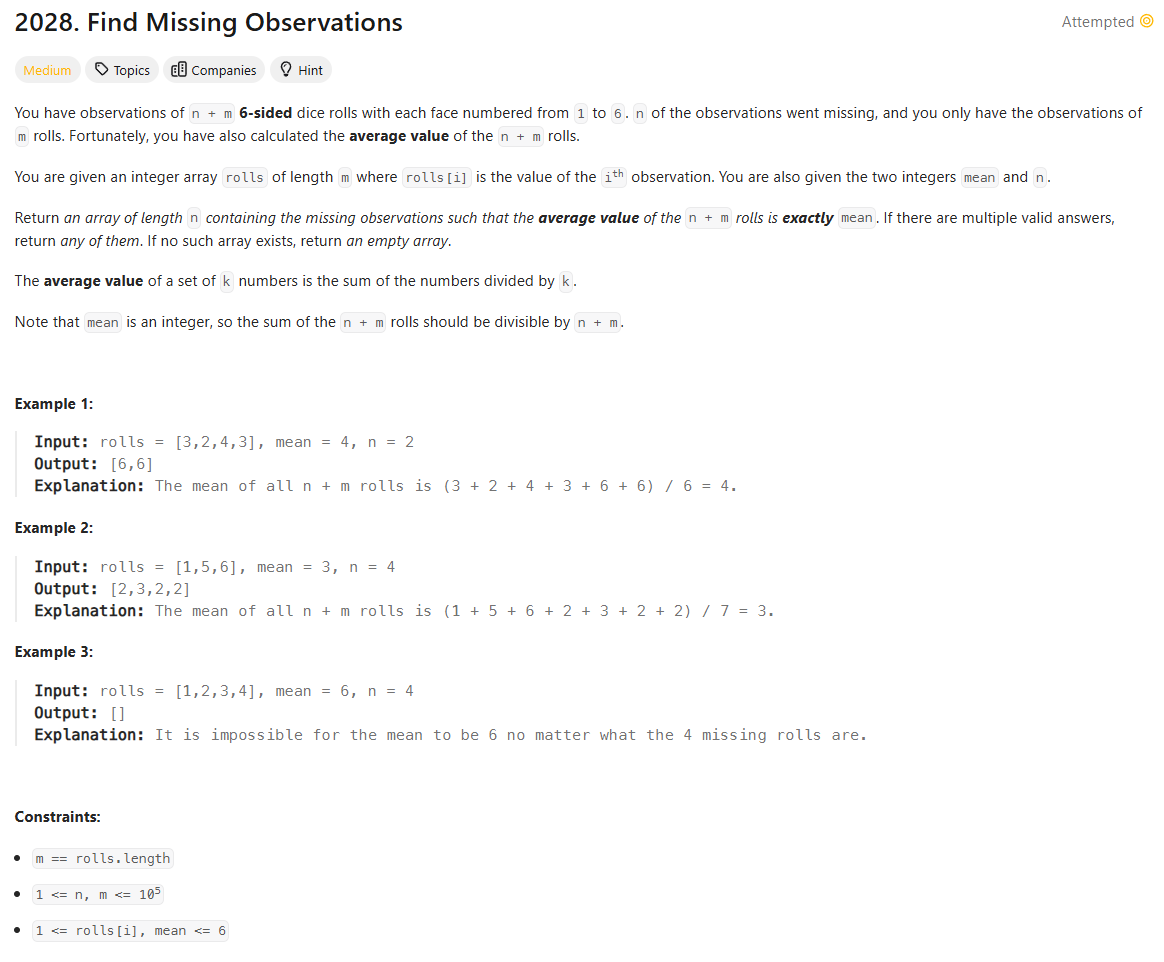 2028. Find Missing Observations
Attempted
Medium
Topics
Companies
Hint
You have observations of n + m 6-sided dice rolls with each face numbered from 1 to 6. n of the observations went missing, and you only have the observations of
m rolls. Fortunately, you have also calculated the average value of the n + m rolls.
You are given an integer array rolls of length m where rolls[i] is the value of the ith observation. You are also given the two integers mean and n.
Return an array of length n containing the missing observations such that the average value of the n + m rolls is exactly mean. If there are multiple valid answers,
return any of them. If no such array exists, return an empty array.
The average value of a set of k numbers is the sum of the numbers divided by k.
Note that mean is an integer, so the sum of the n + m rolls should be divisible by n + m.
Example 1:
Input: rolls = [3,2,4,3], mean = 4, n = 2
Output: [6,6]
Explanation: The mean of all n + m rolls is (3 + 2 + 4 + 3 + 6 + 6) / 6 = 4.
Example 2:
Input: rolls = [1,5,6], mean = 3, n = 4
Output: [2,3,2,2]
Explanation: The mean of all n + m rolls is (1 + 5 + 6 + 2 + 3 + 2 + 2) / 7 = 3.
Example 3:
Input: rolls = [1,2,3,4], mean = 6, n = 4
Output: []
Explanation: It is impossible for the mean to be 6 no matter what the 4 missing rolls are.
Constraints:
• m == rolls.length
• 1 <= n, m <= 10⁵
• 1 <= rolls[i], mean <= 6